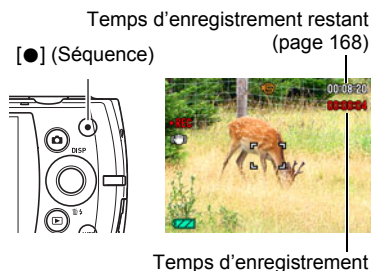 Temps d'enregistrement restant
(page 168)
[●] (Séquence)
00:08:20
00:00:04
●REC
DISP
Temps d'enregistrement